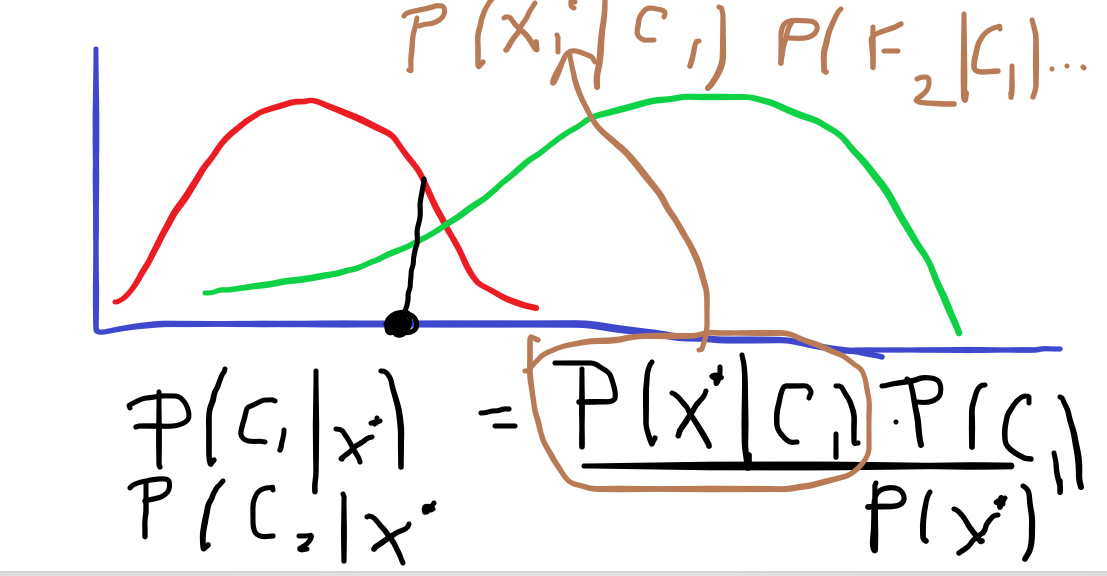 P(X₁*|C₁) P(F₂|C₁)...
P(C₁|x*) = P(X*|C₁) · P(C₁)
P(C₂|x* P(x*)